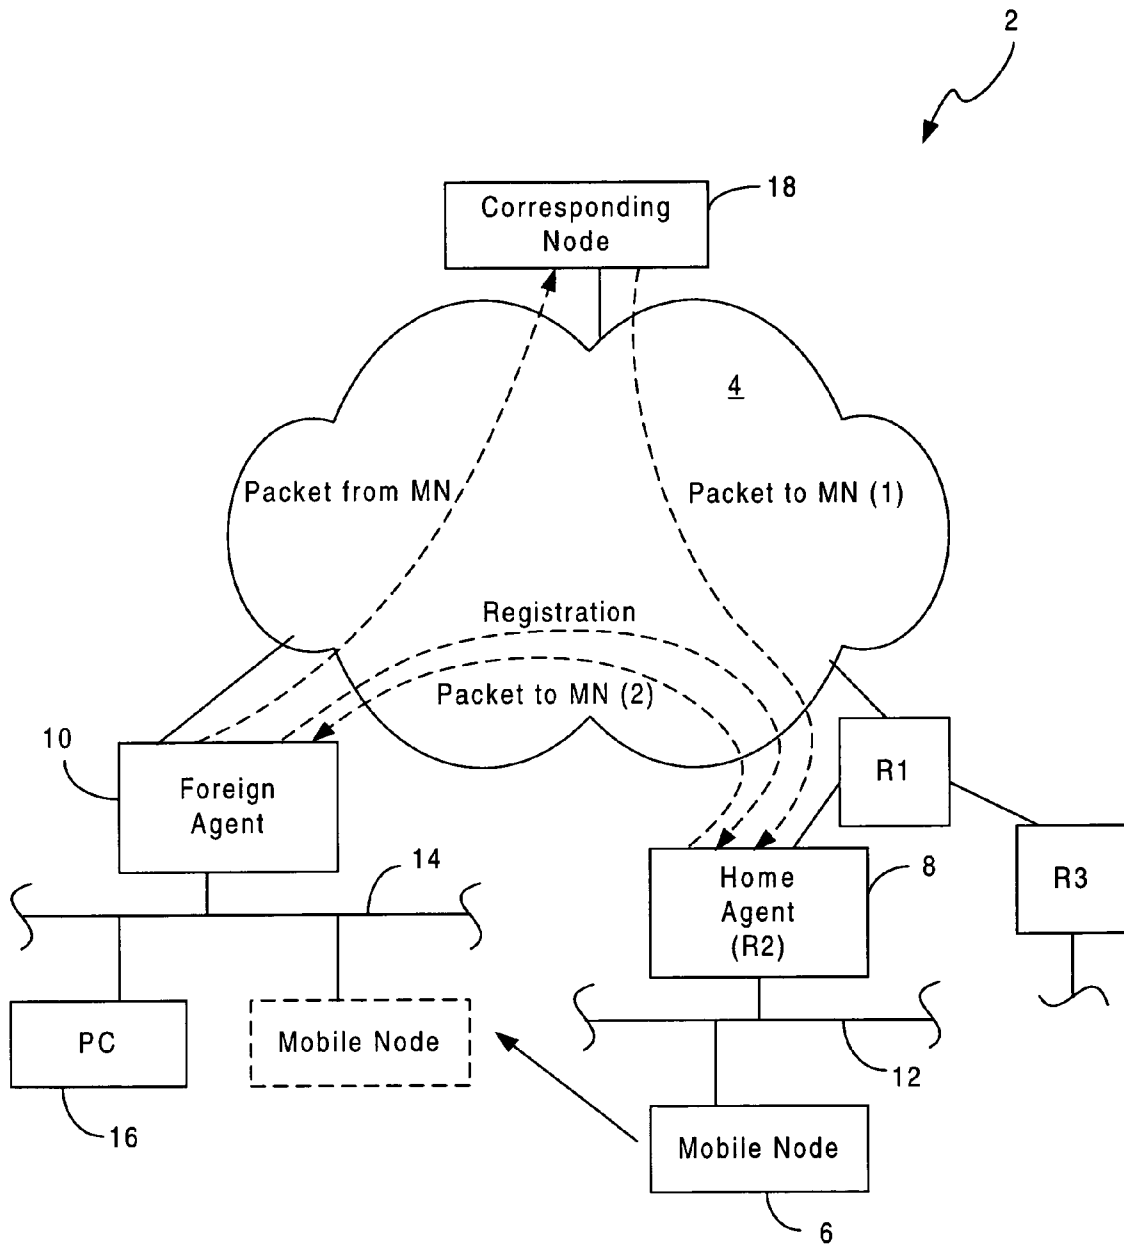 2
Corresponding
Node
18
4
Packet from MN
Packet to MN (1)
Registration
Packet to MN (2)
10
Foreign
Agent
R1
14
8
Home
Agent
(R2)
R3
PC
Mobile Node
12
16
Mobile Node
6